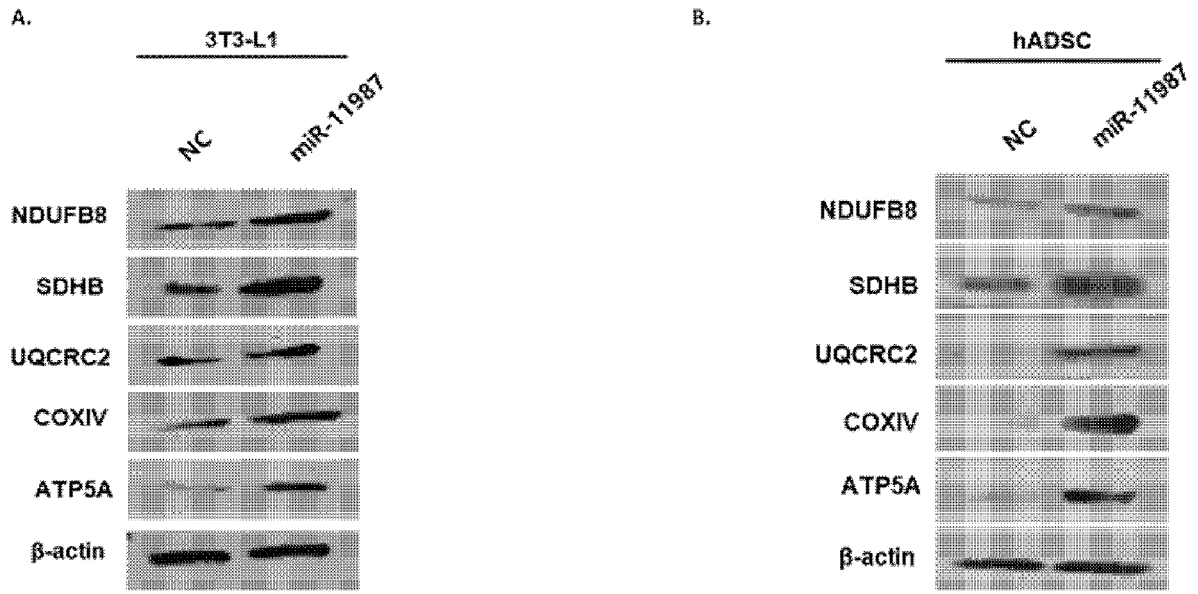 A.
3T3-L1
NC
miR-11987
NDUFB8
SDHB
UQCRC2
COXIV
ATP5A
β-actin
B.
hADSC
NC
miR-11987
NDUFB8
SDHB
UQCRC2
COXIV
ATP5A
β-actin